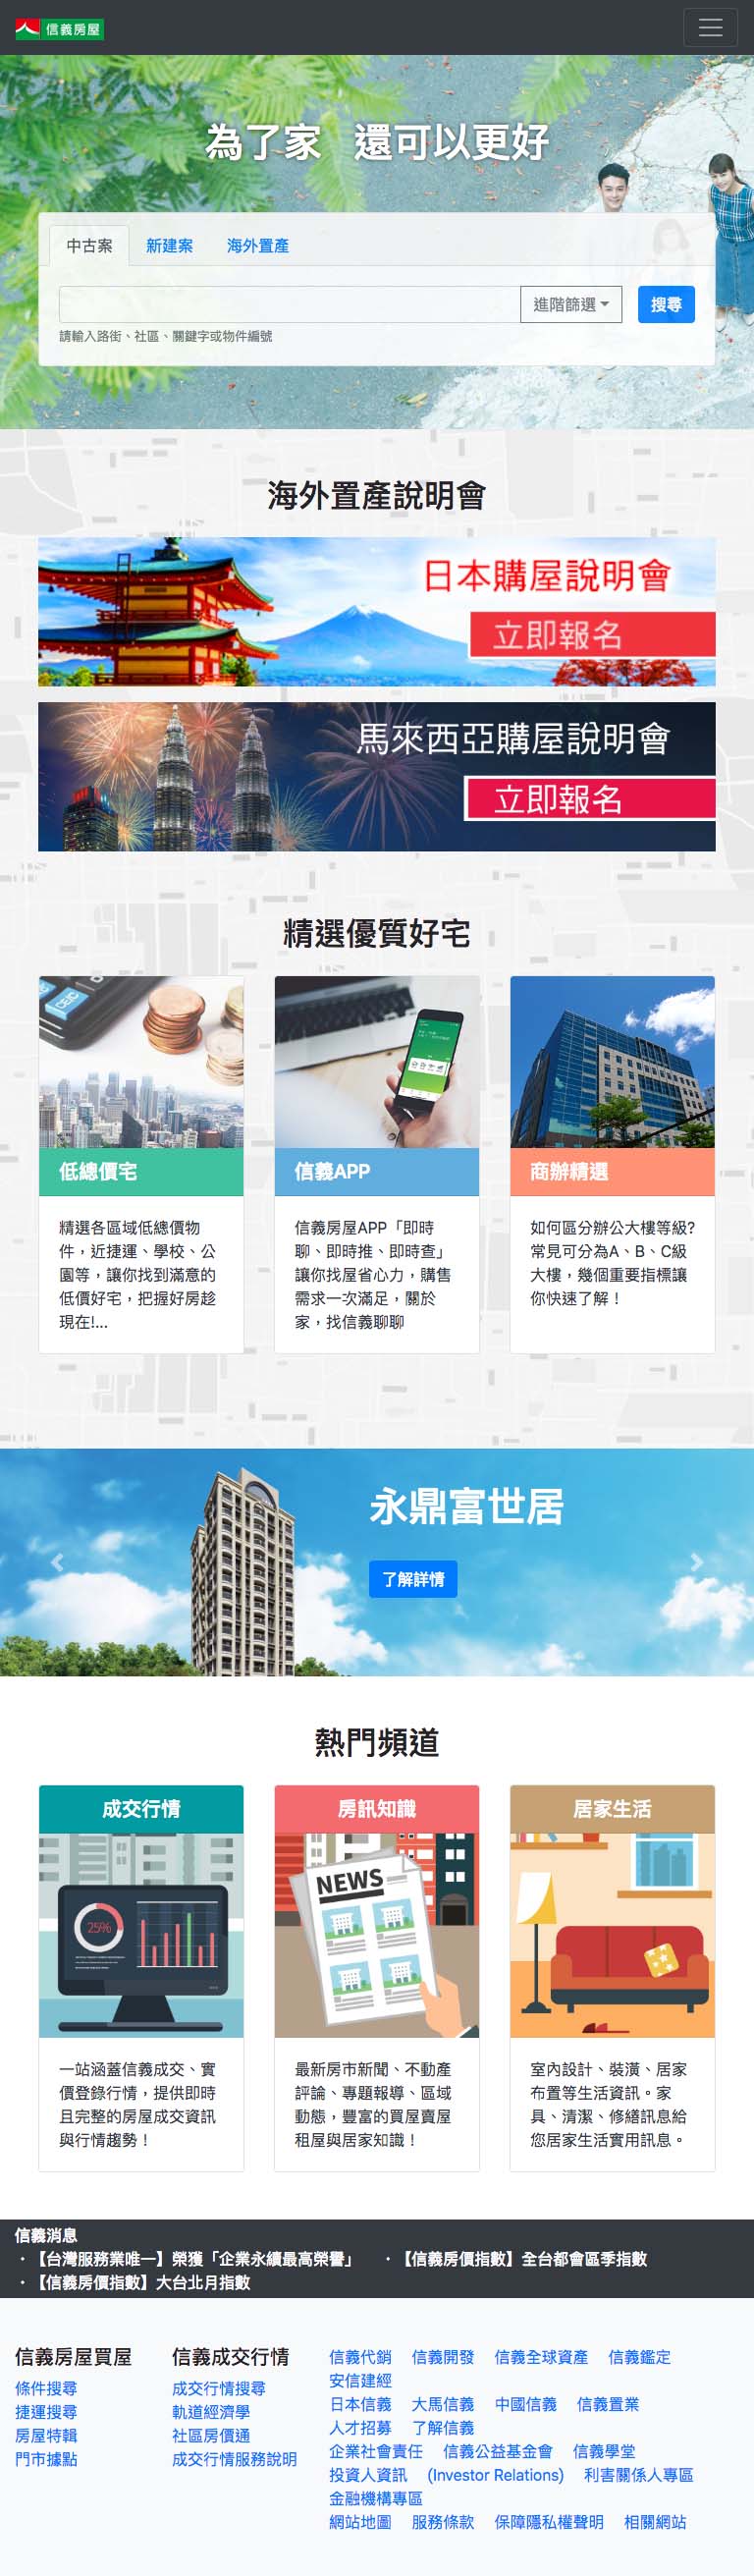 信義房屋
為了家 還可以更好
中古案 新建案 海外置產
進階篩選 搜尋
請輸入路街、社區、關鍵字或物件編號
海外置產說明會
日本購屋說明會
立即報名
馬來西亞購屋說明會
立即報名
精選優質好宅
低總價宅
精選各區域低總價物
件，近捷運、學校、公
園等，讓你找到滿意的
低價好宅，把握好房趁
現在!...
信義APP
信義房屋APP「即時
聊、即時推、即時查」
讓你找屋省心力，購售
需求一次滿足，關於
家，找信義聊聊
商辦精選
如何區分辦公大樓等級?
常見可分為A、B、C級
大樓，幾個重要指標讓
你快速了解！
永鼎富世居
了解詳情
熱門頻道
成交行情
25%
一站涵蓋信義成交、實
價登錄行情，提供即時
且完整的房屋成交資訊
與行情趨勢！
房訊知識
NEWS
最新房市新聞、不動產
評論、專題報導、區域
動態，豐富的買屋賣屋
租屋與居家知識！
居家生活
室內設計、裝潢、居家
布置等生活資訊。家
具、清潔、修繕訊息給
您居家生活實用訊息。
信義消息
・【台灣服務業唯一】榮獲「企業永續最高榮譽」 ・【信義房價指數】全台都會區季指數
・【信義房價指數】大台北月指數
信義房屋買屋
條件搜尋
捷運搜尋
房屋特輯
門市據點
信義成交行情
成交行情搜尋
軌道經濟學
社區房價通
成交行情服務說明
信義代銷 信義開發 信義全球資產 信義鑑定
安信建經
日本信義 大馬信義 中國信義 信義置業
人才招募 了解信義
企業社會責任 信義公益基金會 信義學堂
投資人資訊 (Investor Relations) 利害關係人專區
金融機構專區
網站地圖 服務條款 保障隱私權聲明 相關網站